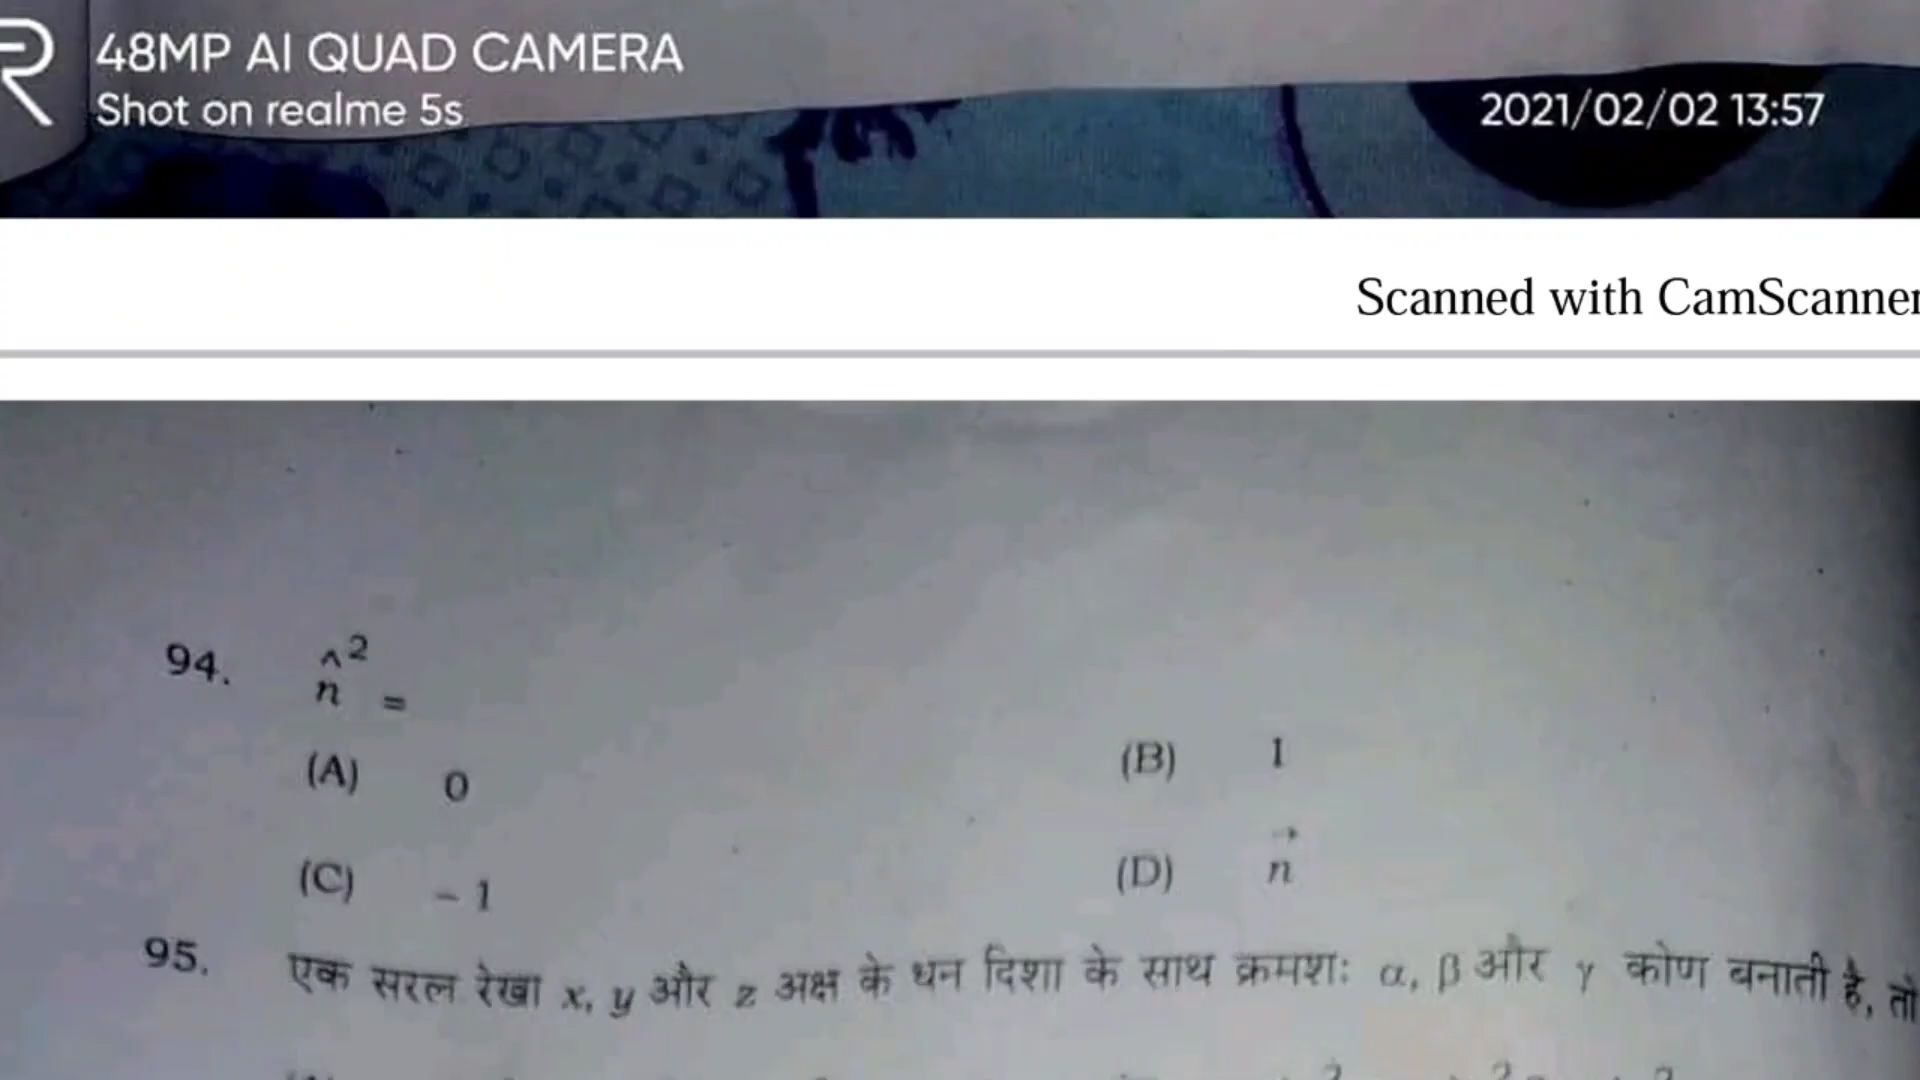 48MP AI QUAD CAMERA
Shot on realme 5s
2021/02/02 13:57
Scanned with CamScanner
94. n̂² =
(A) 0 (B) 1
(C) – 1 (D) n⃗
95. एक सरल रेखा x, y और z अक्ष के धन दिशा के साथ क्रमशः α, β और γ कोण बनाती है, तो